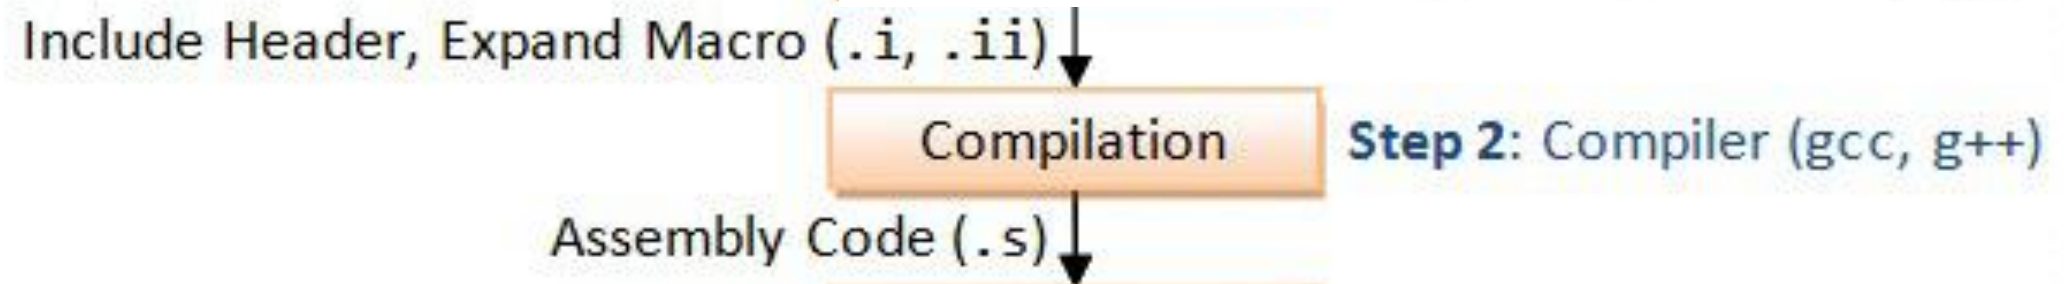 Include Header, Expand Macro (.i, .ii)
Compilation
Step 2: Compiler (gcc, g++)
Assembly Code (.s)